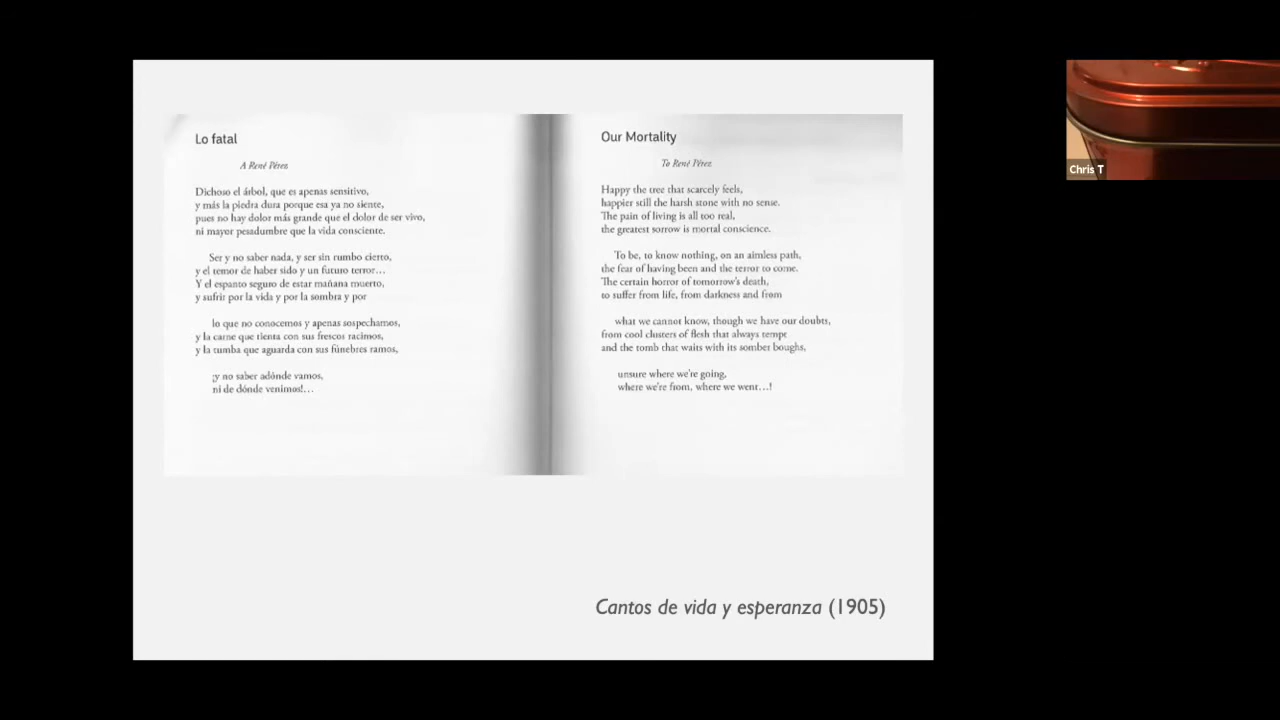 Lo fatal
A René Pérez
Dichoso el árbol, que es apenas sensitivo,
y más la piedra dura porque esa ya no siente,
pues no hay dolor más grande que el dolor de ser vivo,
ni mayor pesadumbre que la vida consciente.
Ser y no saber nada, y ser sin rumbo cierto,
y el temor de haber sido y un futuro terror...
Y el espanto seguro de estar mañana muerto,
y sufrir por la vida y por la sombra y por
lo que no conocemos y apenas sospechamos,
y la carne que tienta con sus frescos racimos,
y la tumba que aguarda con sus fúnebres ramos,
¡y no saber adónde vamos,
ni de dónde venimos!...
Our Mortality
To René Pérez
Happy the tree that scarcely feels,
happier still the harsh stone with no sense.
The pain of living is all too real,
the greatest sorrow is mortal conscience.
To be, to know nothing, on an aimless path,
the fear of having been and the terror to come.
The certain horror of tomorrow's death,
to suffer from life, from darkness and from
what we cannot know, though we have our doubts,
from cool clusters of flesh that always tempt
and the tomb that waits with its somber boughs,
unsure where we're going,
where we're from, where we went...!
Cantos de vida y esperanza (1905)
Chris T